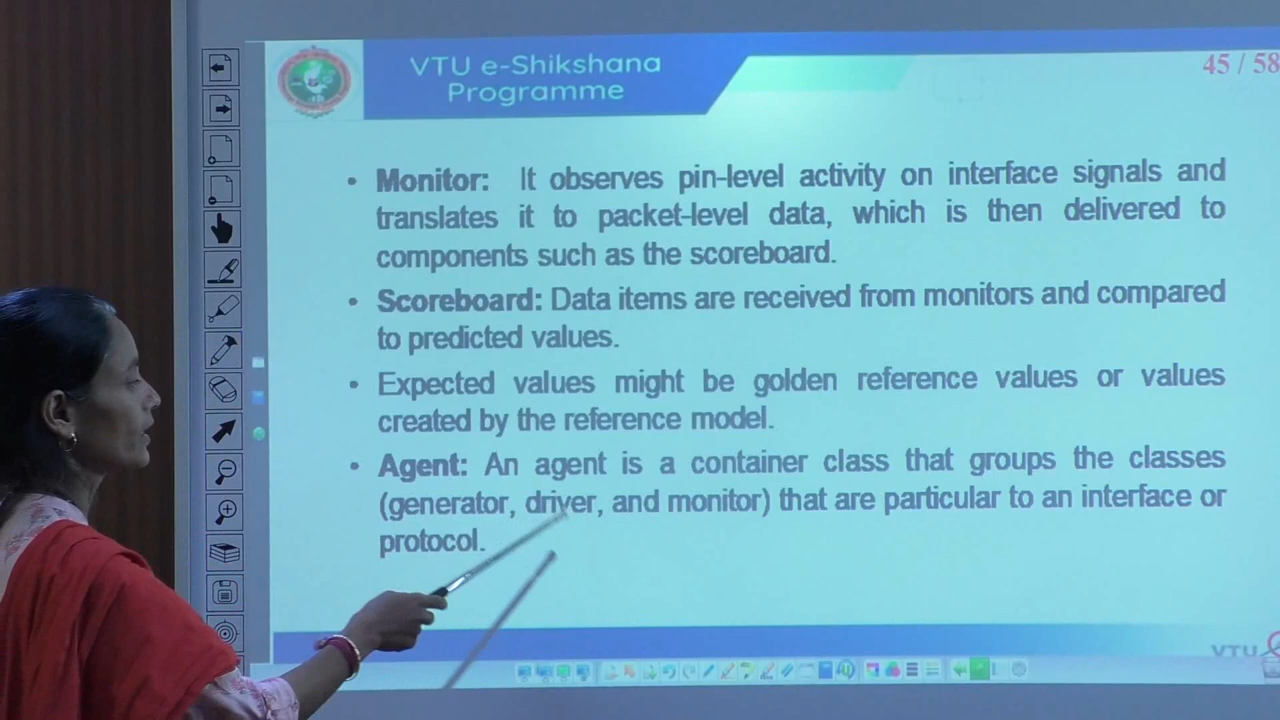 VTU e-Shikshana
Programme
45 / 58
• Monitor: It observes pin-level activity on interface signals and
translates it to packet-level data, which is then delivered to
components such as the scoreboard.
• Scoreboard: Data items are received from monitors and compared
to predicted values.
• Expected values might be golden reference values or values
created by the reference model.
• Agent: An agent is a container class that groups the classes
(generator, driver, and monitor) that are particular to an interface or
protocol.
VTU